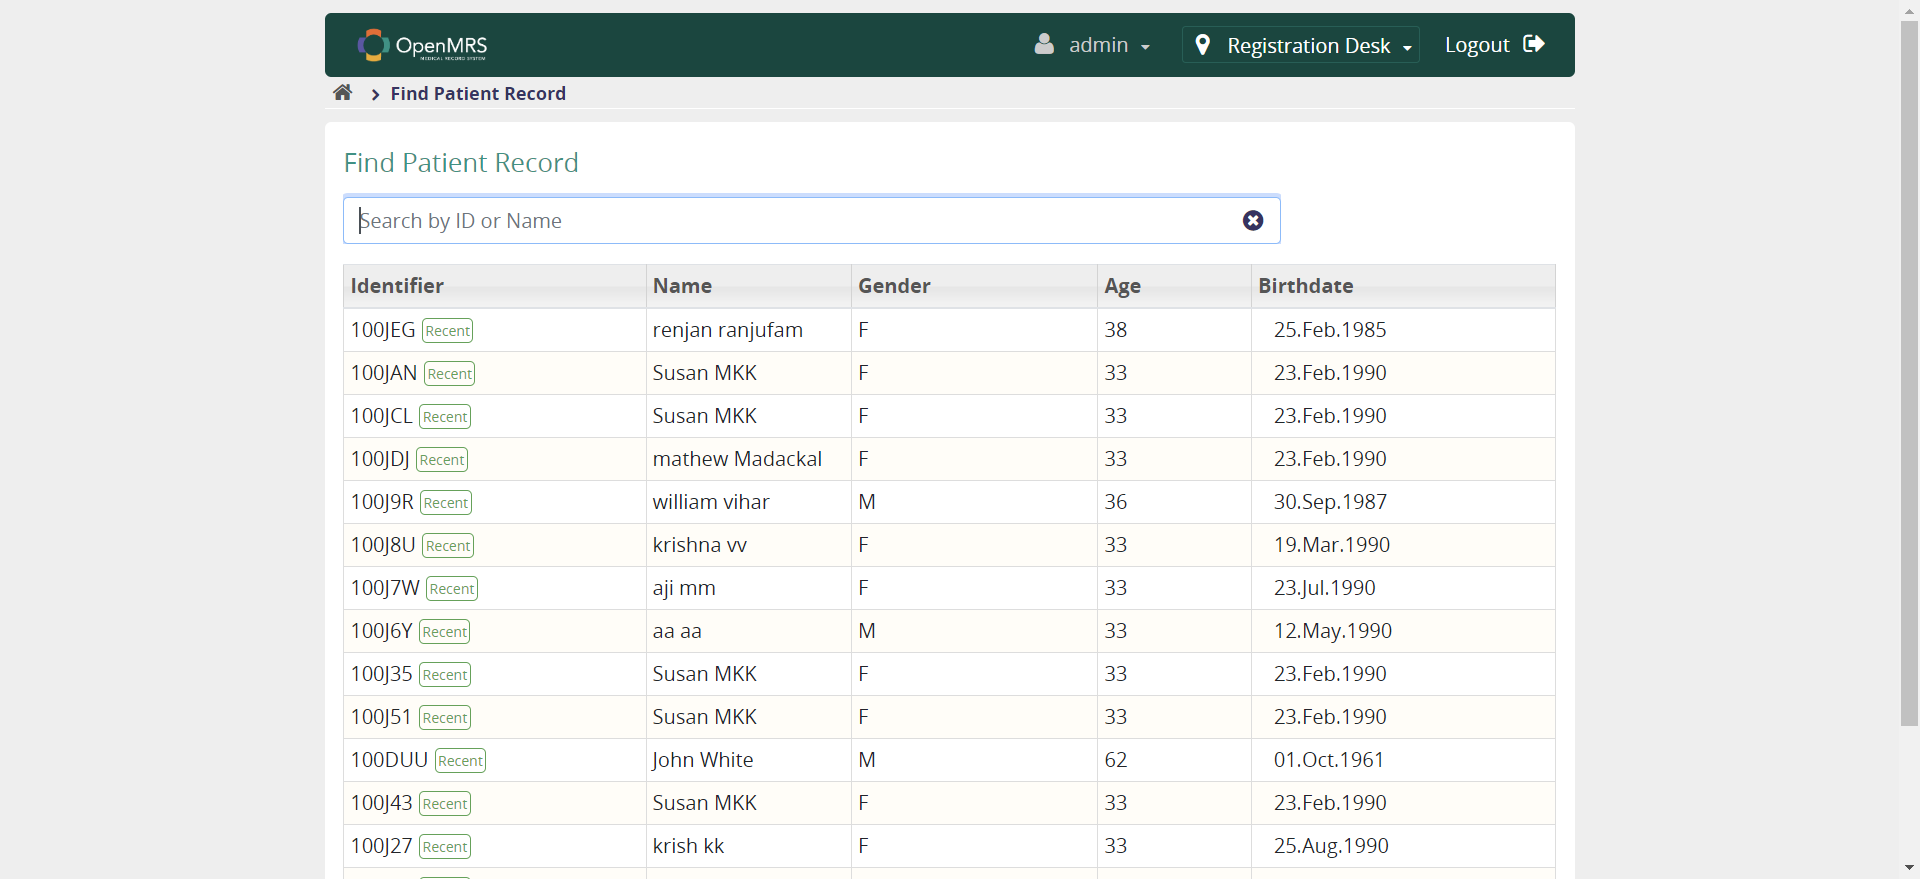 OpenMRS
MEDICAL RECORD SYSTEM
admin
Registration Desk
Logout
Find Patient Record
Find Patient Record
Search by ID or Name
Identifier Name Gender Age Birthdate
100JEG Recent renjan ranjufam F 38 25.Feb.1985
100JAN Recent Susan MKK F 33 23.Feb.1990
100JCL Recent Susan MKK F 33 23.Feb.1990
100JDJ Recent mathew Madackal F 33 23.Feb.1990
100J9R Recent william vihar M 36 30.Sep.1987
100J8U Recent krishna vv F 33 19.Mar.1990
100J7W Recent aji mm F 33 23.Jul.1990
100J6Y Recent aa aa M 33 12.May.1990
100J35 Recent Susan MKK F 33 23.Feb.1990
100J51 Recent Susan MKK F 33 23.Feb.1990
100DUU Recent John White M 62 01.Oct.1961
100J43 Recent Susan MKK F 33 23.Feb.1990
100J27 Recent krish kk F 33 25.Aug.1990